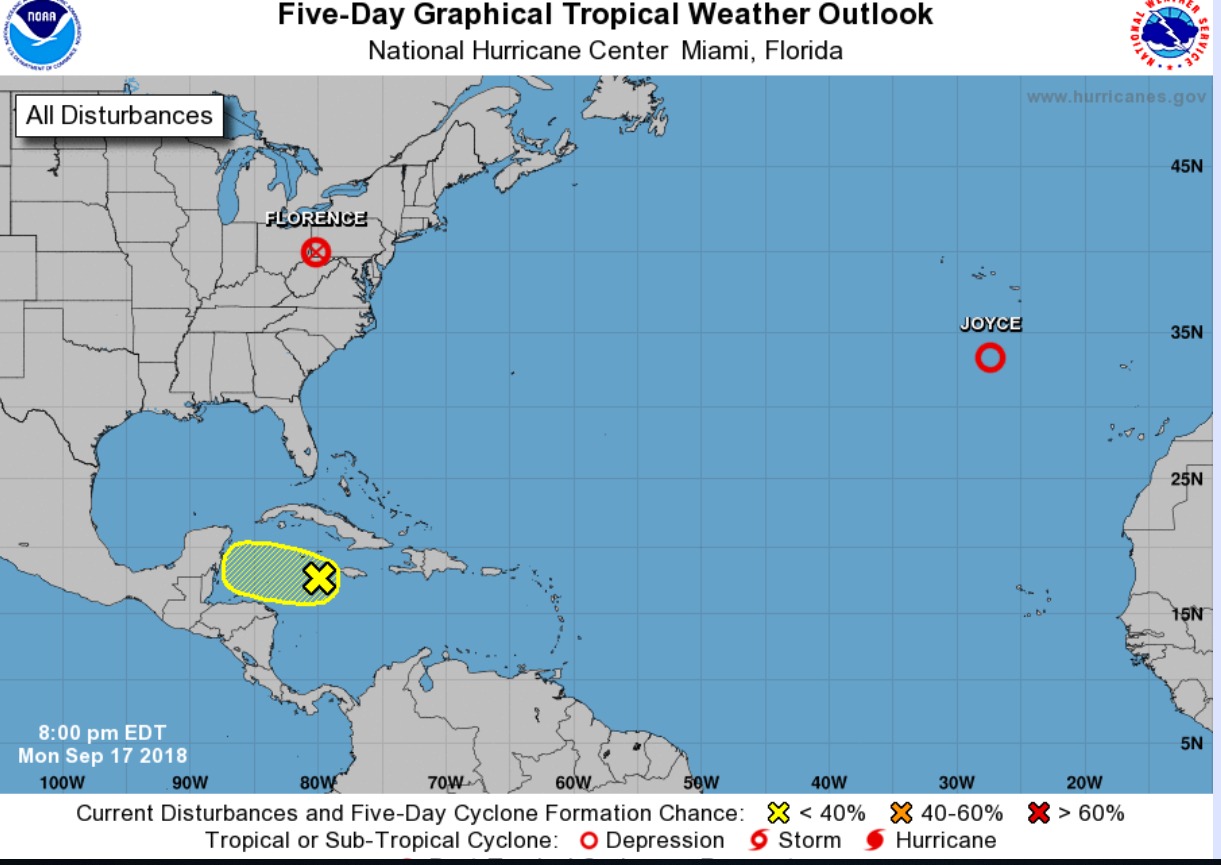 Five-Day Graphical Tropical Weather Outlook
National Hurricane Center Miami, Florida
NOAA
www.hurricanes.gov
All Disturbances
45N
FLORENCE
JOYCE
35N
25N
15N
8:00 pm EDT
Mon Sep 17 2018
5N
100W 90W 80W 70W 60W 50W 40W 30W 20W
Current Disturbances and Five-Day Cyclone Formation Chance: < 40% 40-60% > 60%
Tropical or Sub-Tropical Cyclone: Depression Storm Hurricane